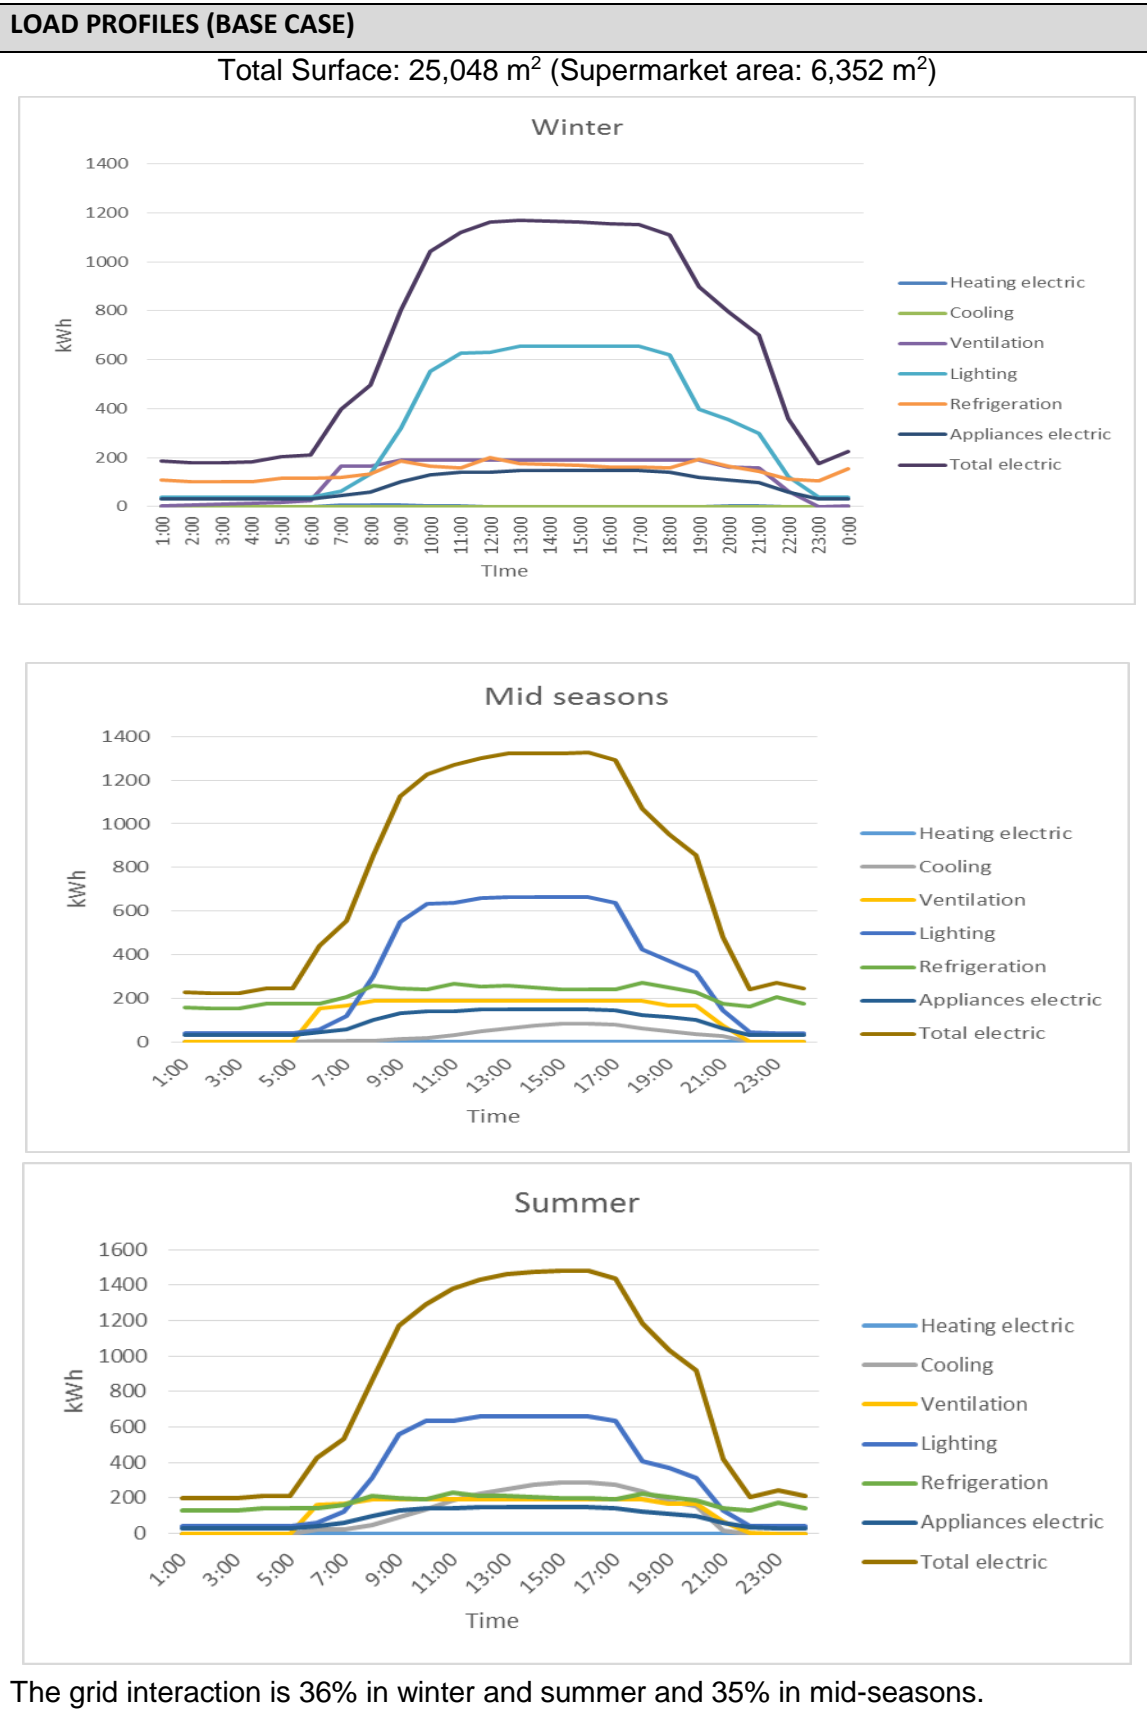 LOAD PROFILES (BASE CASE)
Total Surface: 25,048 m² (Supermarket area: 6,352 m²)
Winter
1400
1200
1000
800
600
400
200
0
kWh
1:00 2:00 3:00 4:00 5:00 6:00 7:00 8:00 9:00 10:00 11:00 12:00 13:00 14:00 15:00 16:00 17:00 18:00 19:00 20:00 21:00 22:00 23:00 0:00
TIme
Heating electric
Cooling
Ventilation
Lighting
Refrigeration
Appliances electric
Total electric
Mid seasons
1400
1200
1000
800
600
400
200
0
kWh
1:00 3:00 5:00 7:00 9:00 11:00 13:00 15:00 17:00 19:00 21:00 23:00
Time
Heating electric
Cooling
Ventilation
Lighting
Refrigeration
Appliances electric
Total electric
Summer
1600
1400
1200
1000
800
600
400
200
0
kWh
1:00 3:00 5:00 7:00 9:00 11:00 13:00 15:00 17:00 19:00 21:00 23:00
Time
Heating electric
Cooling
Ventilation
Lighting
Refrigeration
Appliances electric
Total electric
The grid interaction is 36% in winter and summer and 35% in mid-seasons.